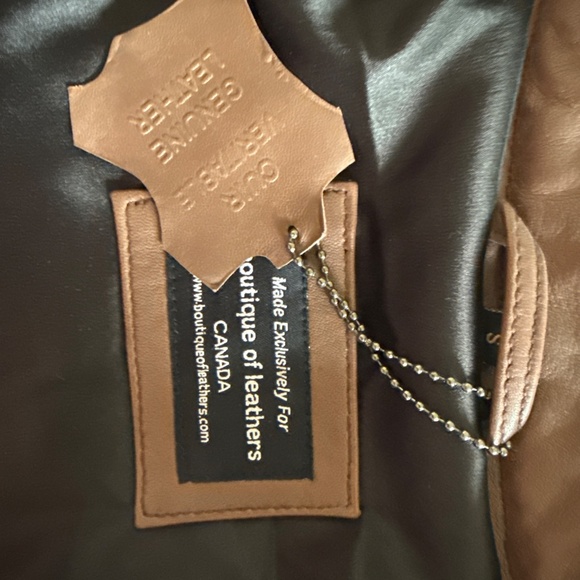 GENUINE
LEATHER
CUIR
VERITABLE
Made Exclusively For
outique of leathers
CANADA
www.boutiqueofleathers.com
S